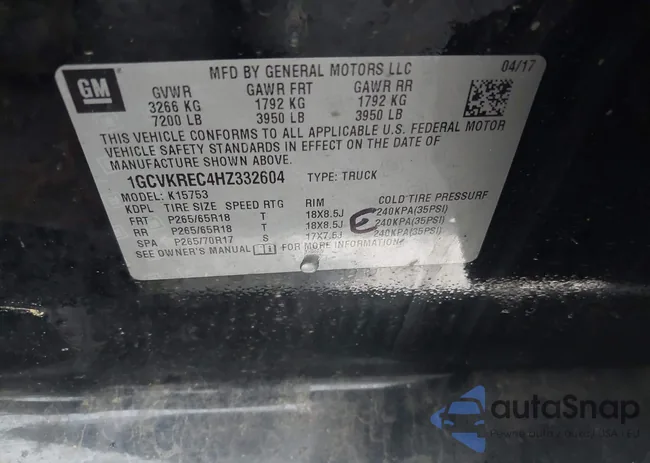 GM
MFD BY GENERAL MOTORS LLC 04/17
GVWR GAWR FRT GAWR RR
3266 KG 1792 KG 1792 KG
7200 LB 3950 LB 3950 LB
THIS VEHICLE CONFORMS TO ALL APPLICABLE U.S. FEDERAL MOTOR
VEHICLE SAFETY STANDARDS IN EFFECT ON THE DATE OF
MANUFACTURE SHOWN ABOVE.
1GCVKREC4HZ332604 TYPE: TRUCK
MODEL: K15753
KDPL TIRE SIZE SPEED RTG RIM COLD TIRE PRESSURE
FRT P265/65R18 T 18X8.5J 240KPA(35PSI)
RR P265/65R18 T 18X8.5J 240KPA(35PSI)
SPA P265/70R17 S 17X7.5J 240KPA(35PSI)
SEE OWNER'S MANUAL FOR MORE INFORMATION
autoSnap